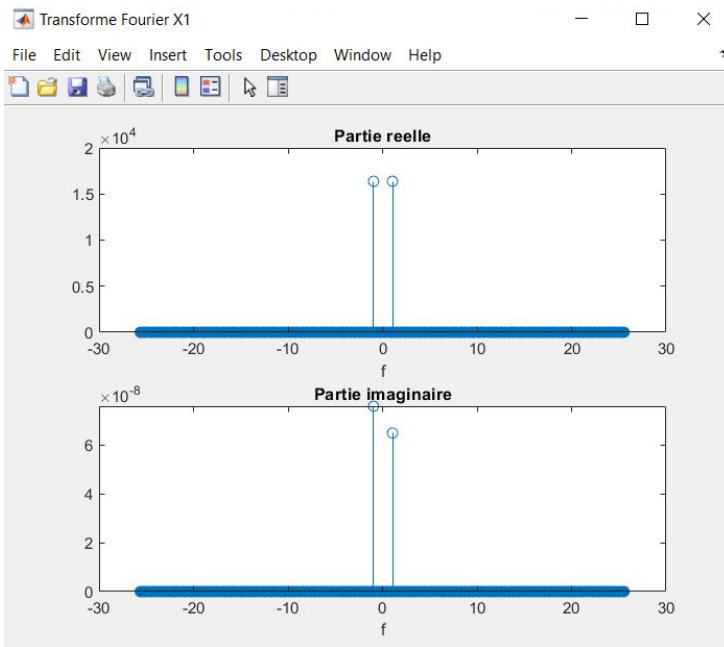 Transforme Fourier X1
File Edit View Insert Tools Desktop Window Help
Partie reelle
×10⁴
2
1.5
1
0.5
0
-30 -20 -10 0 10 20 30
f
Partie imaginaire
×10⁻⁸
6
4
2
0
-30 -20 -10 0 10 20 30
f